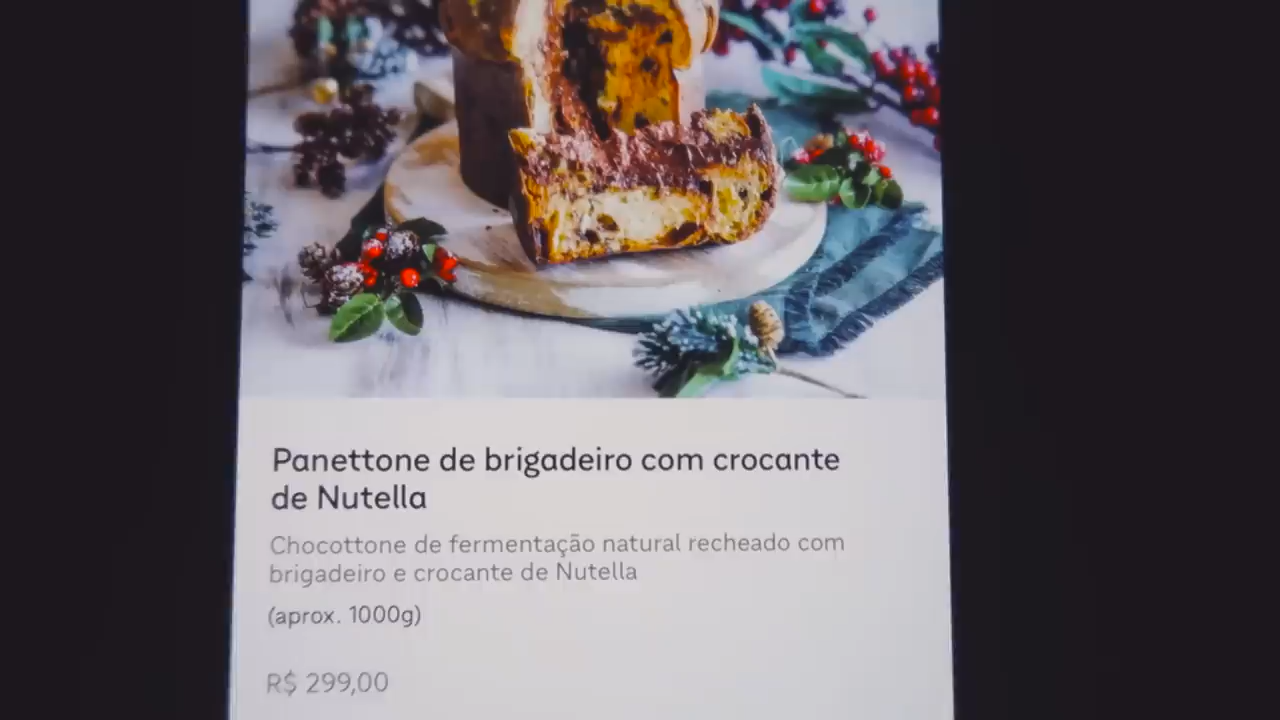 Panettone de brigadeiro com crocante
de Nutella
Chocottone de fermentação natural recheado com
brigadeiro e crocante de Nutella
(aprox. 1000g)
R$ 299,00